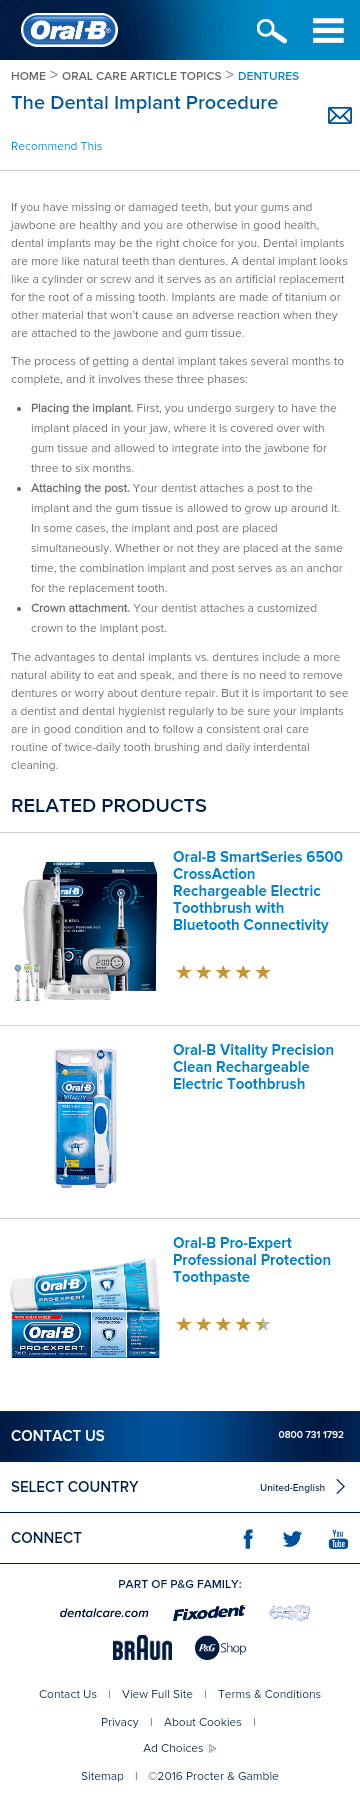 Oral-B
HOME > ORAL CARE ARTICLE TOPICS > DENTURES
The Dental Implant Procedure
Recommend This
If you have missing or damaged teeth, but your gums and
jawbone are healthy and you are otherwise in good health,
dental implants may be the right choice for you. Dental implants
are more like natural teeth than dentures. A dental implant looks
like a cylinder or screw and it serves as an artificial replacement
for the root of a missing tooth. Implants are made of titanium or
other material that won't cause an adverse reaction when they
are attached to the jawbone and gum tissue.
The process of getting a dental implant takes several months to
complete, and it involves these three phases:
• Placing the implant. First, you undergo surgery to have the
implant placed in your jaw, where it is covered over with
gum tissue and allowed to integrate into the jawbone for
three to six months.
• Attaching the post. Your dentist attaches a post to the
implant and the gum tissue is allowed to grow up around it.
In some cases, the implant and post are placed
simultaneously. Whether or not they are placed at the same
time, the combination implant and post serves as an anchor
for the replacement tooth.
• Crown attachment. Your dentist attaches a customized
crown to the implant post.
The advantages to dental implants vs. dentures include a more
natural ability to eat and speak, and there is no need to remove
dentures or worry about denture repair. But it is important to see
a dentist and dental hygienist regularly to be sure your implants
are in good condition and to follow a consistent oral care
routine of twice-daily tooth brushing and daily interdental
cleaning.
RELATED PRODUCTS
Oral-B SmartSeries 6500
CrossAction
Rechargeable Electric
Toothbrush with
Bluetooth Connectivity
Oral-B
6500
Oral-B Vitality Precision
Clean Rechargeable
Electric Toothbrush
Oral-B
VITALITY
Oral-B Pro-Expert
Professional Protection
Toothpaste
Oral-B
PRO-EXPERT
PROFESSIONAL
PROTECTION
Oral-B
PRO-EXPERT
CONTACT US 0800 731 1792
SELECT COUNTRY United-English
CONNECT You Tube
PART OF P&G FAMILY:
dentalcare.com Fixodent
BRAUN P&G Shop
Contact Us | View Full Site | Terms & Conditions
Privacy | About Cookies |
Ad Choices
Sitemap | ©2016 Procter & Gamble